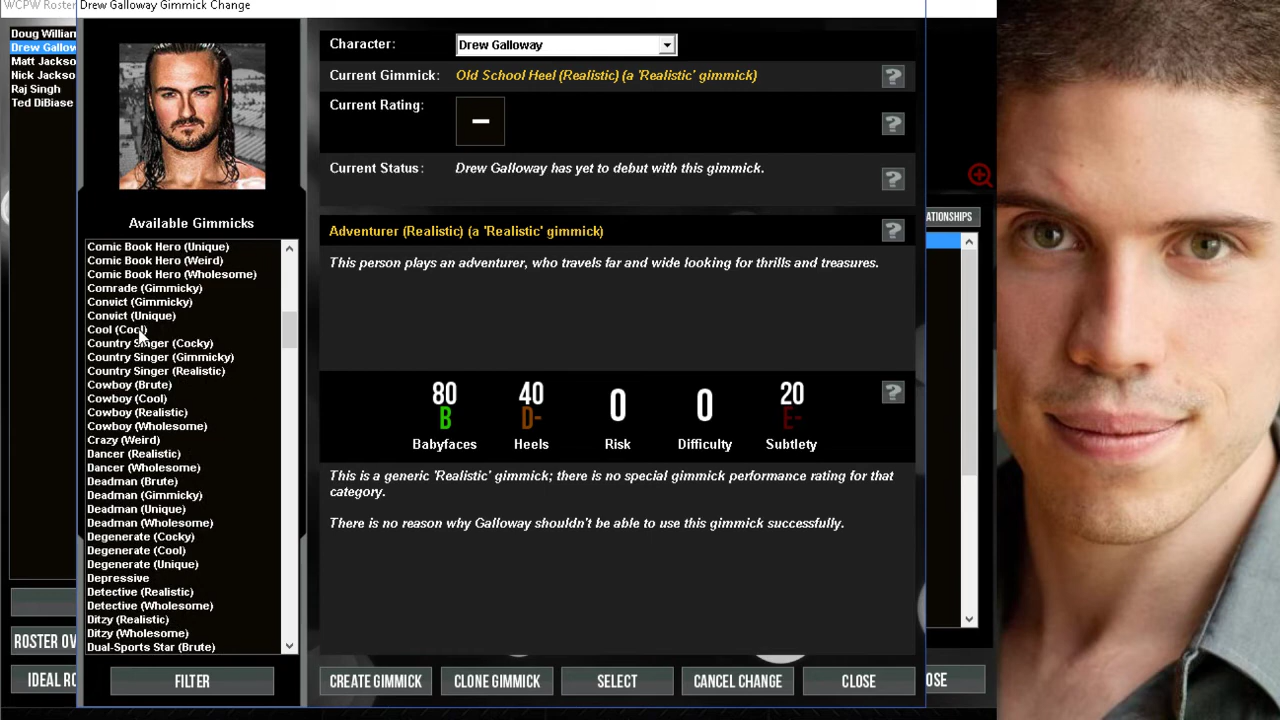 WCPW Roster
Drew Galloway Gimmick Change
Doug William
Drew Gallow
Matt Jackso
Nick Jackso
Raj Singh
Ted DiBiase
Character:
Drew Galloway
Current Gimmick:
Old School Heel (Realistic) (a 'Realistic' gimmick)
?
Current Rating:
–
?
Current Status:
Drew Galloway has yet to debut with this gimmick.
?
Available Gimmicks
Comic Book Hero (Unique)
Comic Book Hero (Weird)
Comic Book Hero (Wholesome)
Comrade (Gimmicky)
Convict (Gimmicky)
Convict (Unique)
Cool (Cool)
Country Singer (Cocky)
Country Singer (Gimmicky)
Country Singer (Realistic)
Cowboy (Brute)
Cowboy (Cool)
Cowboy (Realistic)
Cowboy (Wholesome)
Crazy (Weird)
Dancer (Realistic)
Dancer (Wholesome)
Deadman (Brute)
Deadman (Gimmicky)
Deadman (Unique)
Deadman (Wholesome)
Degenerate (Cocky)
Degenerate (Cool)
Degenerate (Unique)
Depressive
Detective (Realistic)
Detective (Wholesome)
Ditzy (Realistic)
Ditzy (Wholesome)
Dual-Sports Star (Brute)
Adventurer (Realistic) (a 'Realistic' gimmick)
?
This person plays an adventurer, who travels far and wide looking for thrills and treasures.
80 40 0 0 20
B D- E-
Babyfaces Heels Risk Difficulty Subtlety
?
This is a generic 'Realistic' gimmick; there is no special gimmick performance rating for that
category.
There is no reason why Galloway shouldn't be able to use this gimmick successfully.
ATIONSHIPS
ROSTER OV
IDEAL RO
FILTER
CREATE GIMMICK
CLONE GIMMICK
SELECT
CANCEL CHANGE
CLOSE
OSE